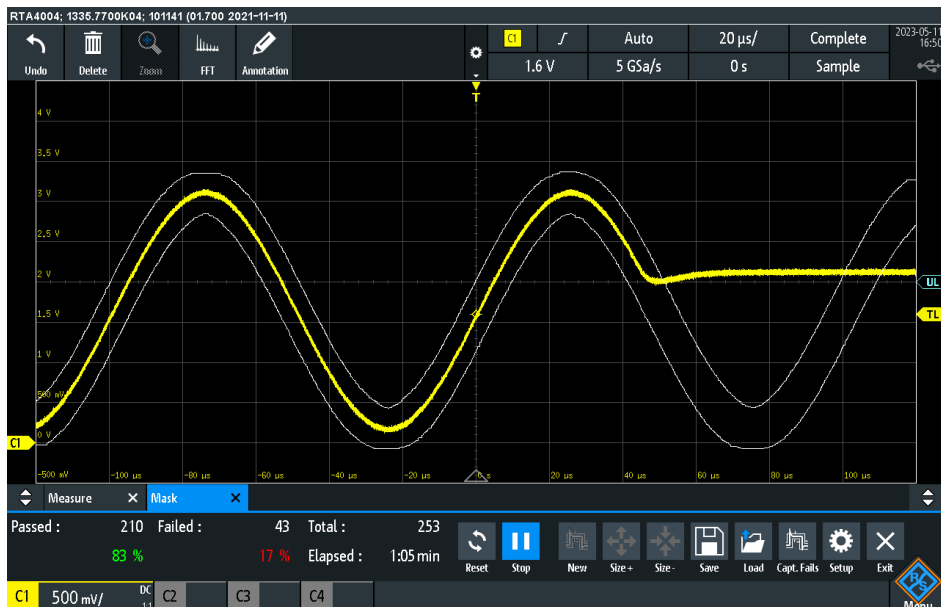 RTA4004; 1335.7700K04; 101141 (01.700 2021-11-11)
Undo Delete Zoom FFT Annotation
C1 Auto 20 µs/ Complete 2023-05-11
1.6 V 5 GSa/s 0 s Sample 16:50
T
4 V
3.5 V
3 V
2.5 V
2 V
UL
1.5 V
TL
1 V
500 mV
C1 0 V
-500 mV -100 µs -80 µs -60 µs -40 µs -20 µs 0 s 20 µs 40 µs 60 µs 80 µs 100 µs
Measure Mask
Passed : 210 Failed : 43 Total : 253
83 % 17 % Elapsed : 1:05 min
Reset Stop New Size+ Size- Save Load Capt. Fails Setup Exit
C1 500 mV/ DC 1:1 C2 C3 C4 R&S Menu